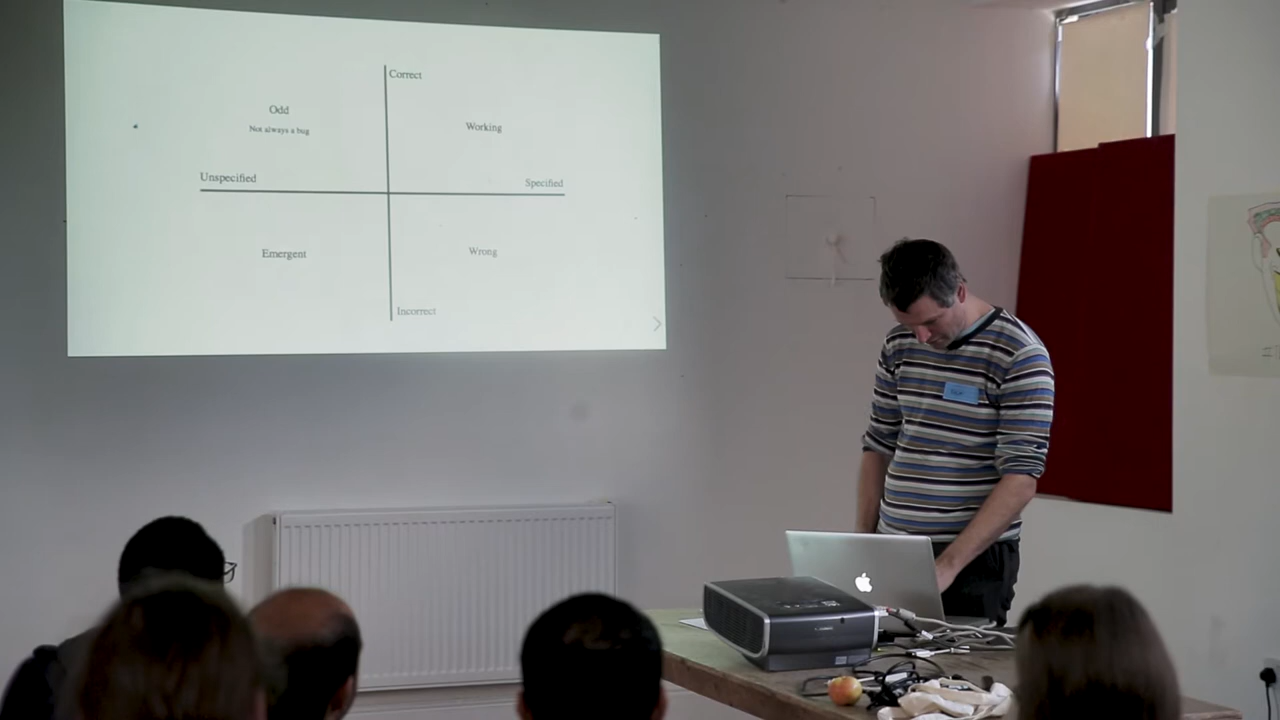 Correct
Odd
Not always a bug
Working
Unspecified
Specified
Emergent
Wrong
Incorrect